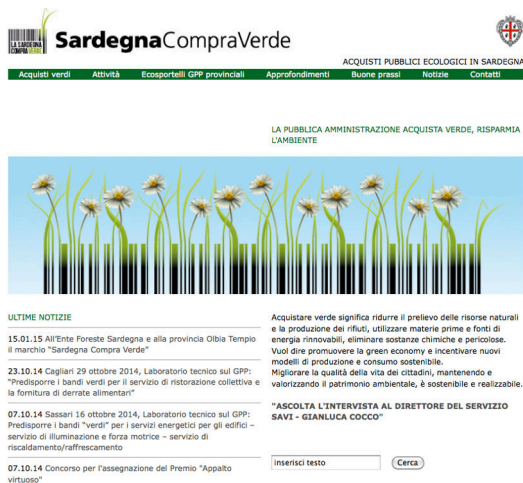 LA SARDEGNA
COMPRA VERDE
SardegnaCompraVerde
ACQUISTI PUBBLICI ECOLOGICI IN SARDEGNA
Acquisti verdi Attività Ecosportelli GPP provinciali Approfondimenti Buone prassi Notizie Contatti
LA PUBBLICA AMMINISTRAZIONE ACQUISTA VERDE, RISPARMIA
L'AMBIENTE
ULTIME NOTIZIE
15.01.15 All'Ente Foreste Sardegna e alla provincia Olbia Tempio
il marchio "Sardegna Compra Verde"
23.10.14 Cagliari 29 ottobre 2014, Laboratorio tecnico sul GPP:
"Predisporre i bandi verdi per il servizio di ristorazione collettiva e
la fornitura di derrate alimentari"
07.10.14 Sassari 16 ottobre 2014, Laboratorio tecnico sul GPP:
Predisporre i bandi "verdi" per i servizi energetici per gli edifici –
servizio di illuminazione e forza motrice – servizio di
riscaldamento/raffrescamento
07.10.14 Concorso per l'assegnazione del Premio "Appalto
virtuoso"
Acquistare verde significa ridurre il prelievo delle risorse naturali
e la produzione dei rifiuti, utilizzare materie prime e fonti di
energia rinnovabili, eliminare sostanze chimiche e pericolose.
Vuol dire promuovere la green economy e incentivare nuovi
modelli di produzione e consumo sostenibile.
Migliorare la qualità della vita dei cittadini, mantenendo e
valorizzando il patrimonio ambientale, è sostenibile e realizzabile.
"ASCOLTA L'INTERVISTA AL DIRETTORE DEL SERVIZIO
SAVI - GIANLUCA COCCO"
inserisci testo Cerca